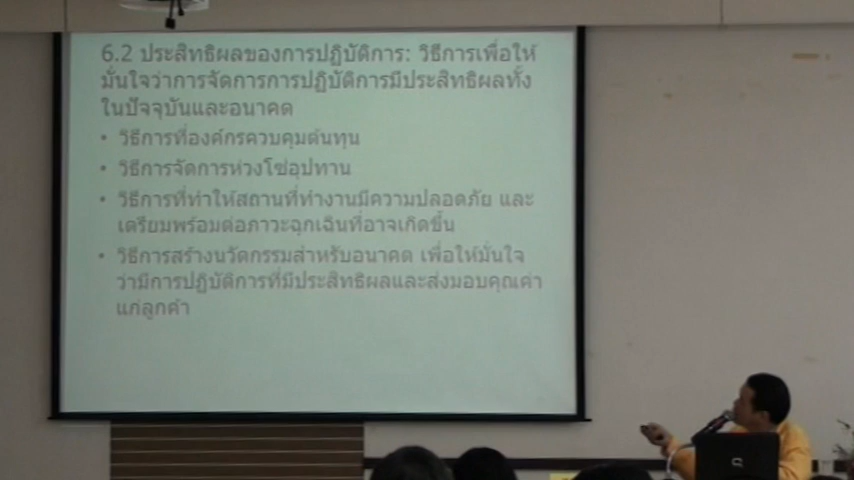 6.2 ประสิทธิผลของการปฏิบัติการ: วิธีการเพื่อให้
มั่นใจว่าการจัดการการปฏิบัติการมีประสิทธิผลทั้ง
ในปัจจุบันและอนาคต
• วิธีการที่องค์กรควบคุมต้นทุน
• วิธีการจัดการห่วงโซ่อุปทาน
• วิธีการที่ทำให้สถานที่ทำงานมีความปลอดภัย และ
เตรียมพร้อมต่อภาวะฉุกเฉินที่อาจเกิดขึ้น
• วิธีการสร้างนวัตกรรมสำหรับอนาคต เพื่อให้มั่นใจ
ว่ามีการปฏิบัติการที่มีประสิทธิผลและส่งมอบคุณค่า
แก่ลูกค้า